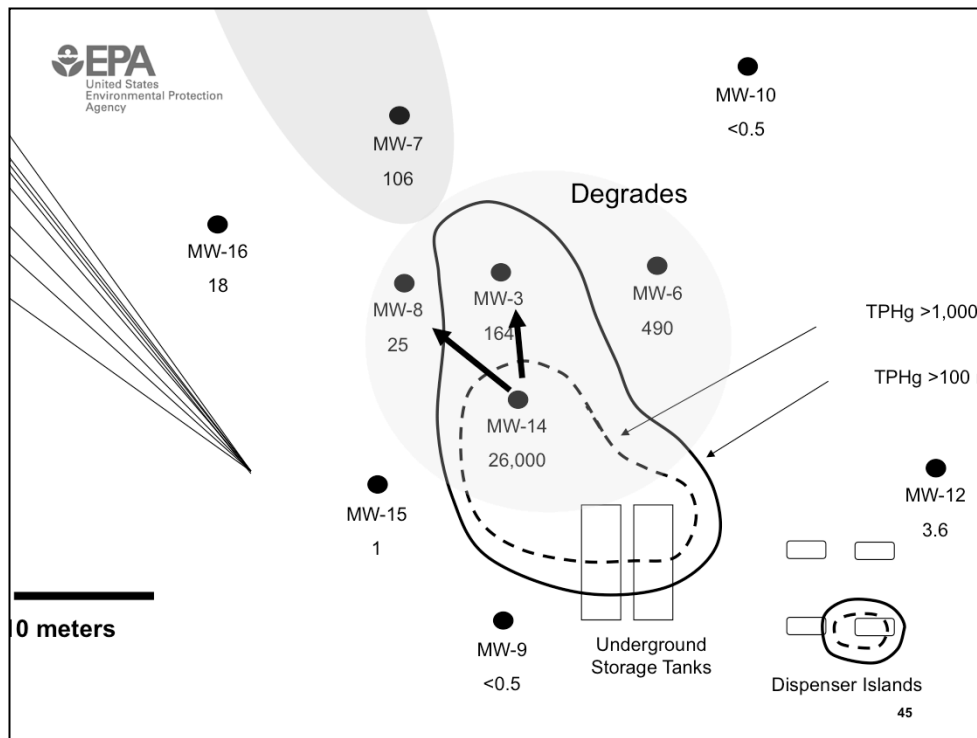 EPA
United States
Environmental Protection
Agency
MW-10
<0.5
MW-7
106
Degrades
MW-16
18
MW-8
25
MW-3
164
MW-6
490
TPHg >1,000
TPHg >100
MW-14
26,000
MW-12
3.6
MW-15
1
10 meters
MW-9
<0.5
Underground
Storage Tanks
Dispenser Islands
45